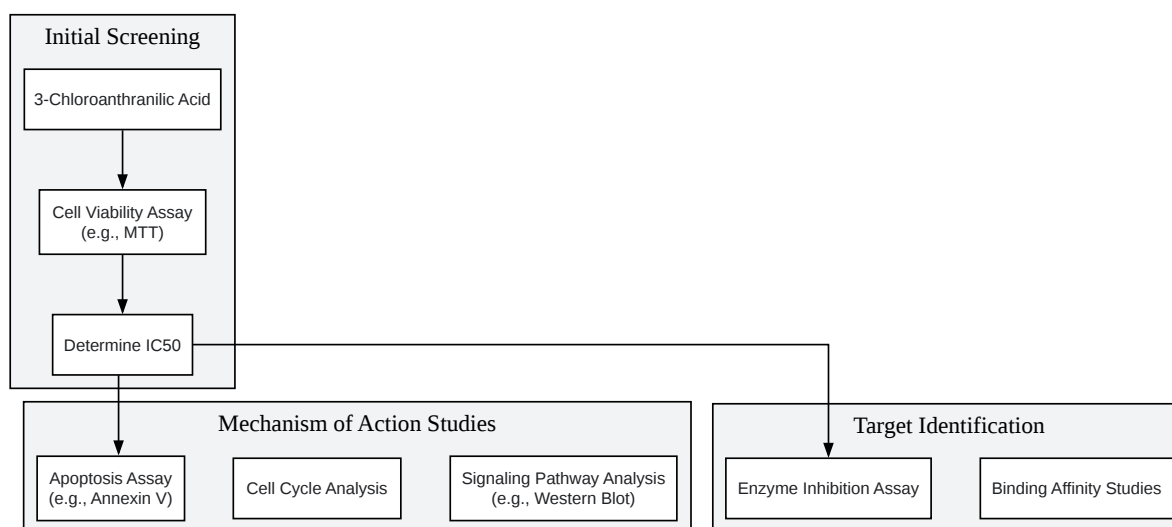 Initial Screening
3-Chloroanthranilic Acid
Cell Viability Assay
(e.g., MTT)
Determine IC50
Mechanism of Action Studies
Apoptosis Assay
(e.g., Annexin V)
Cell Cycle Analysis
Signaling Pathway Analysis
(e.g., Western Blot)
Target Identification
Enzyme Inhibition Assay
Binding Affinity Studies